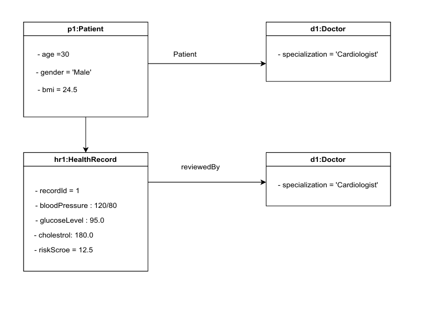 p1:Patient
- age =30
- gender = 'Male'
- bmi = 24.5
Patient
d1:Doctor
- specialization = 'Cardiologist'
hr1:HealthRecord
- recordId = 1
- bloodPressure : 120/80
- glucoseLevel : 95.0
- cholestrol: 180.0
- riskScroe = 12.5
reviewedBy
d1:Doctor
- specialization = 'Cardiologist'